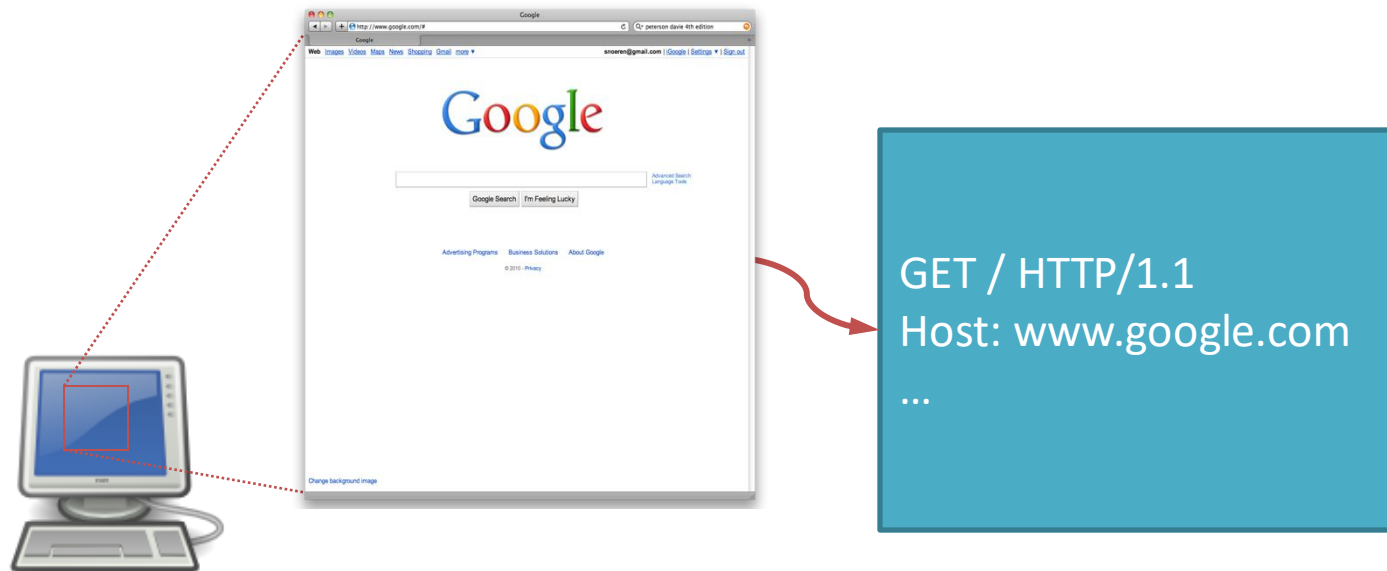 Google
http://www.google.com/#
peterson davie 4th edition
Google
Web Images Videos Maps News Shopping Gmail more ▼
snoeren@gmail.com | iGoogle | Settings ▼ | Sign out
Google
Advanced Search
Language Tools
Google Search I'm Feeling Lucky
Advertising Programs Business Solutions About Google
© 2010 - Privacy
Change background image
GET / HTTP/1.1
Host: www.google.com
...